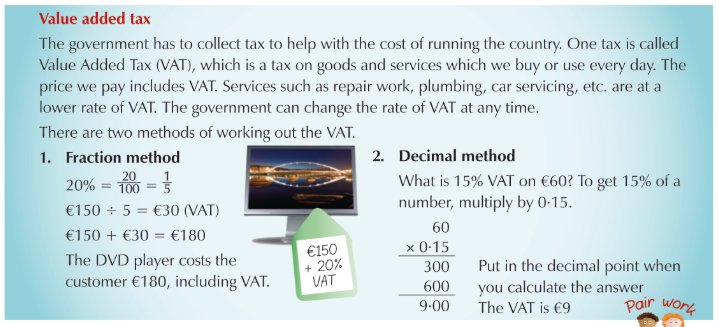 Value added tax
The government has to collect tax to help with the cost of running the country. One tax is called
Value Added Tax (VAT), which is a tax on goods and services which we buy or use every day. The
price we pay includes VAT. Services such as repair work, plumbing, car servicing, etc. are at a
lower rate of VAT. The government can change the rate of VAT at any time.
There are two methods of working out the VAT.
1. Fraction method
20% = 20/100 = 1/5
€150 ÷ 5 = €30 (VAT)
€150 + €30 = €180
The DVD player costs the
customer €180, including VAT.
€150
+ 20%
VAT
2. Decimal method
What is 15% VAT on €60? To get 15% of a
number, multiply by 0·15.
60
× 0·15
300
600
9·00
Put in the decimal point when
you calculate the answer
The VAT is €9
Pair work